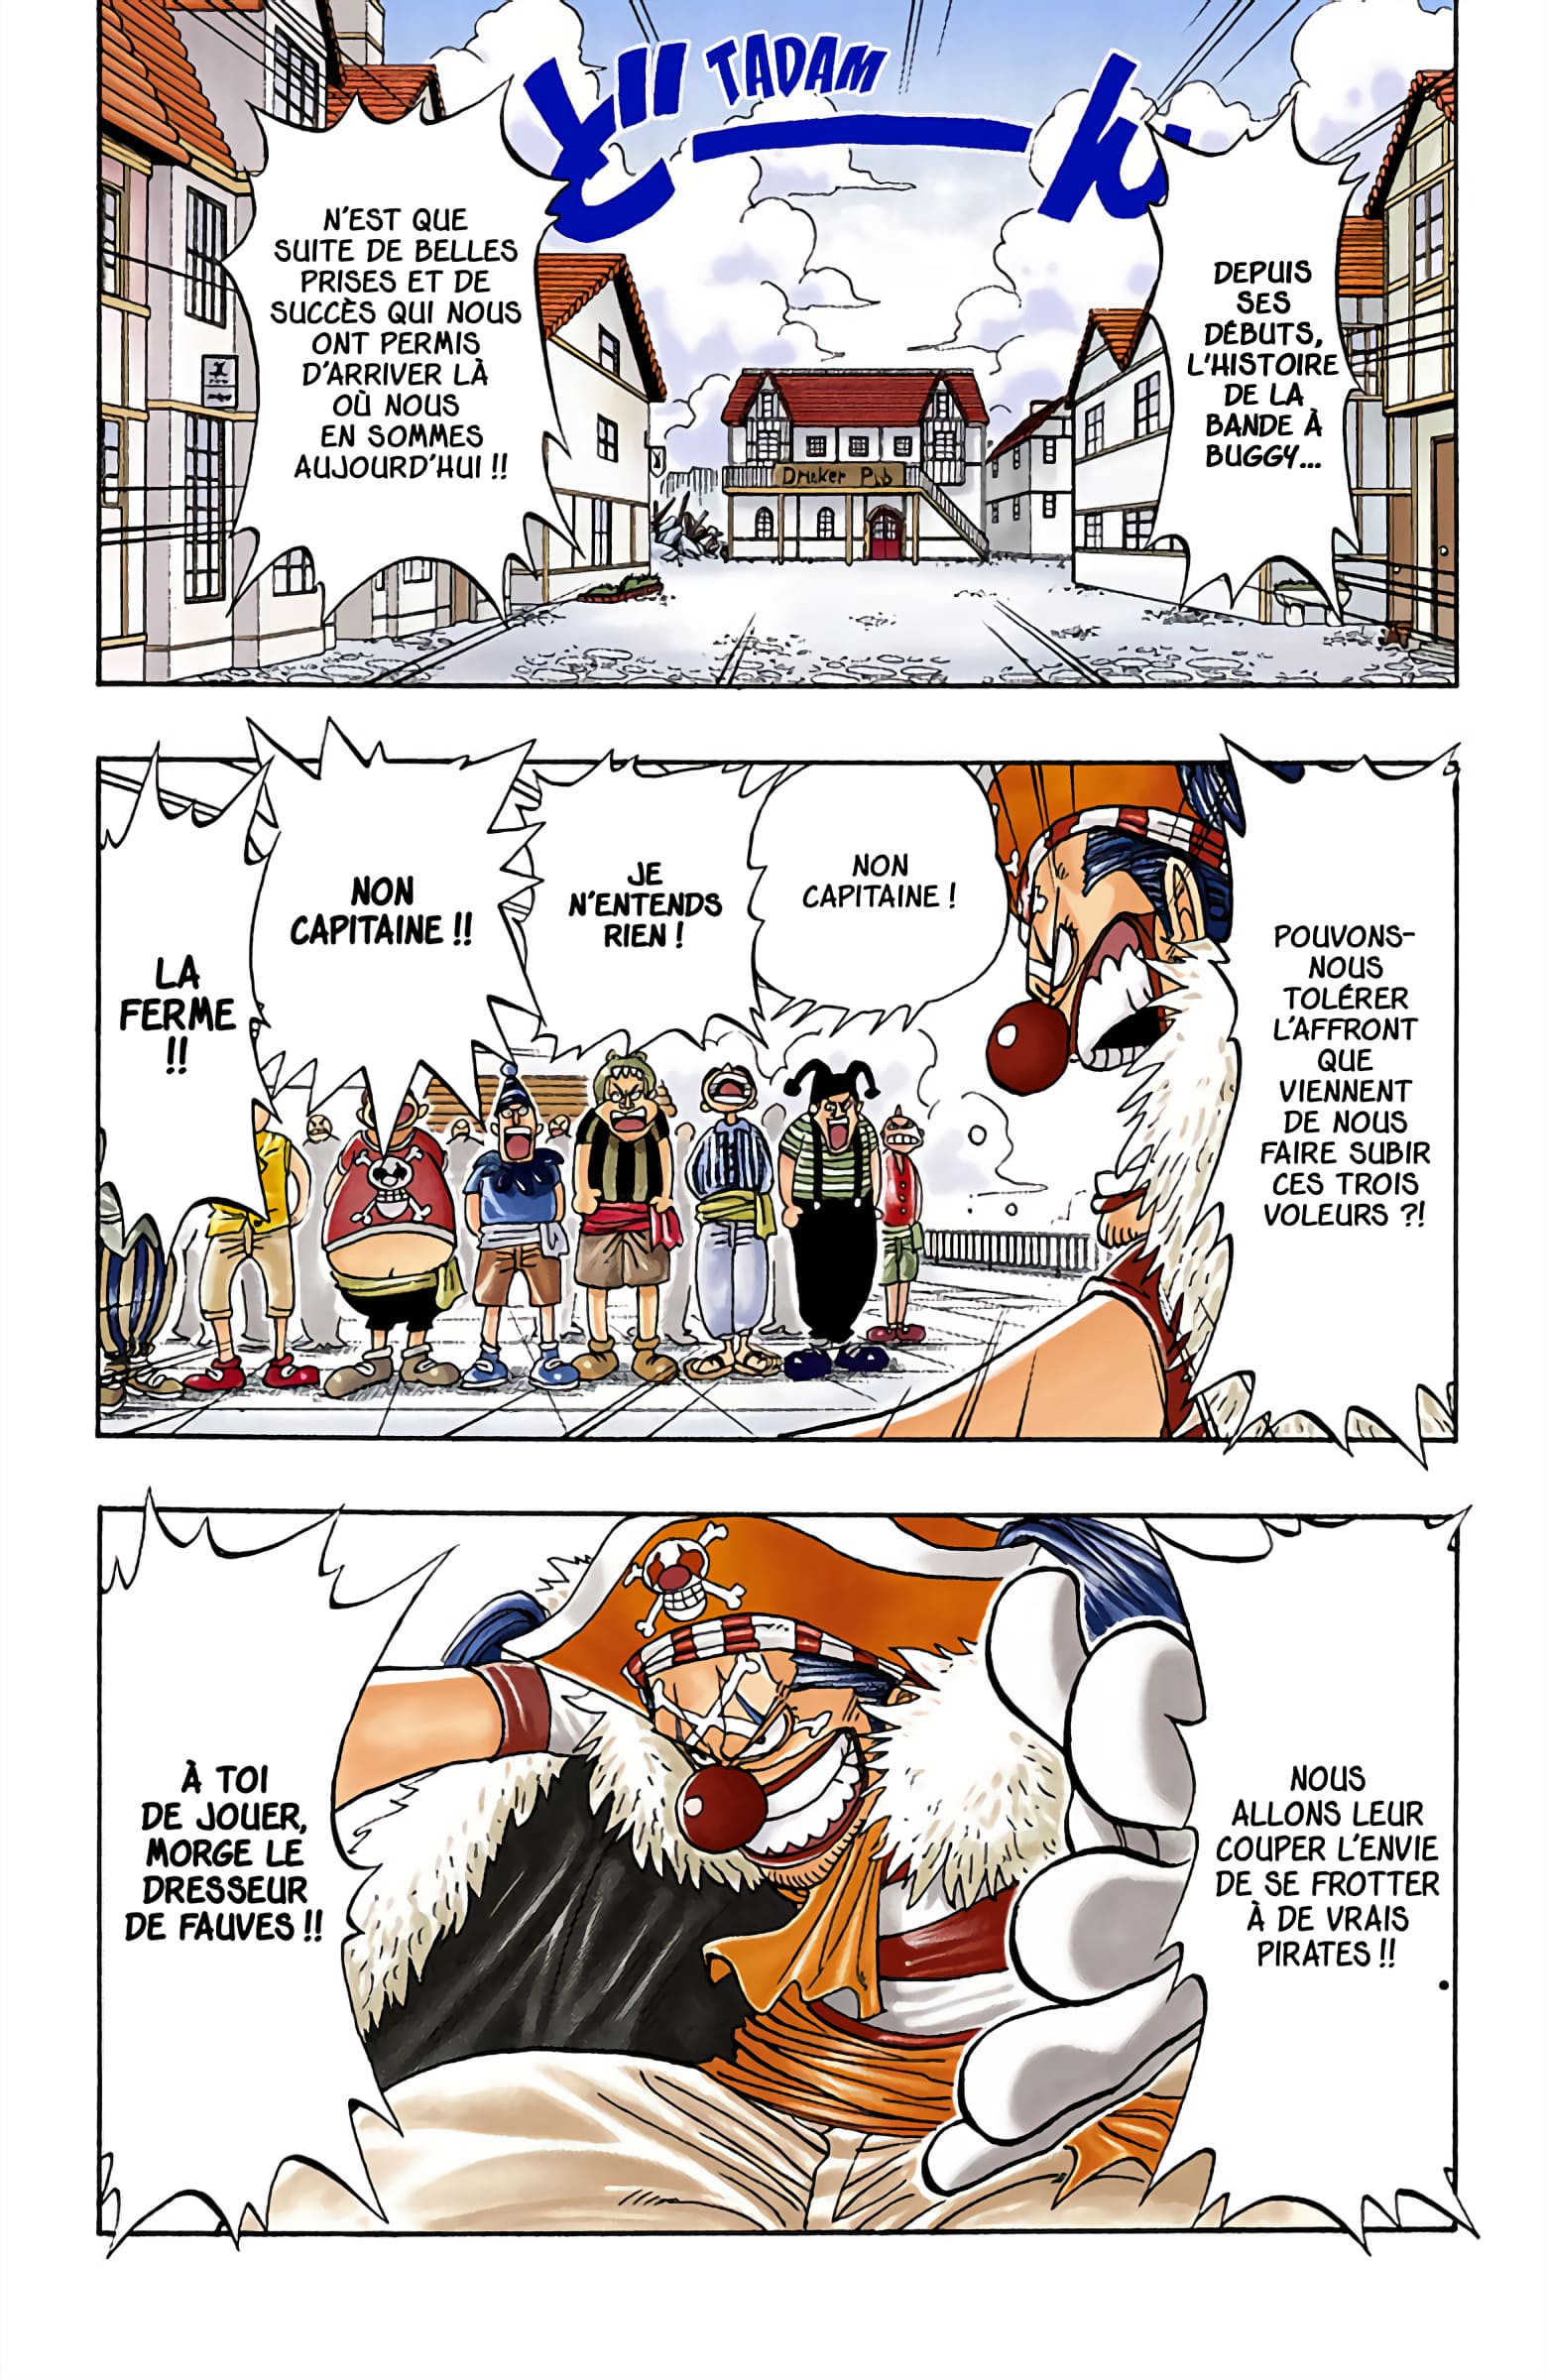 TADAM
どーん
DEPUIS
SES
DÉBUTS,
L'HISTOIRE
DE LA
BANDE À
BUGGY...
N'EST QUE
SUITE DE BELLES
PRISES ET DE
SUCCÈS QUI NOUS
ONT PERMIS
D'ARRIVER LÀ
OÙ NOUS
EN SOMMES
AUJOURD'HUI !!
Drinker Pub
POUVONS-
NOUS
TOLÉRER
L'AFFRONT
QUE
VIENNENT
DE NOUS
FAIRE SUBIR
CES TROIS
VOLEURS ?!
NON
CAPITAINE !
JE
N'ENTENDS
RIEN !
NON
CAPITAINE !!
LA
FERME
!!
NOUS
ALLONS LEUR
COUPER L'ENVIE
DE SE FROTTER
À DE VRAIS
PIRATES !!
À TOI
DE JOUER,
MORGE LE
DRESSEUR
DE FAUVES !!